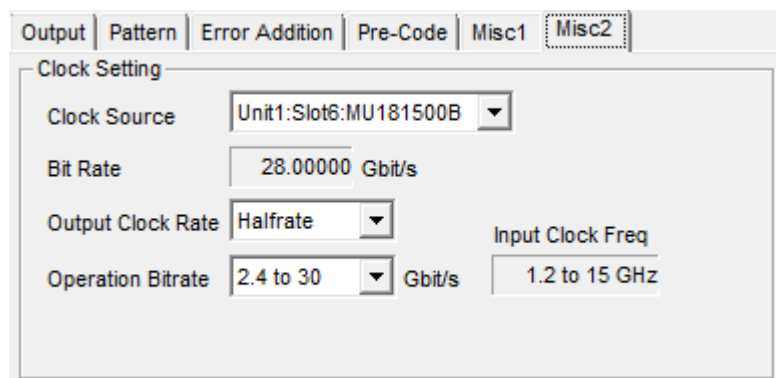 Output Pattern Error Addition Pre-Code Misc1 Misc2
Clock Setting
Clock Source Unit1:Slot6:MU181500B
Bit Rate 28.00000 Gbit/s
Output Clock Rate Halfrate
Input Clock Freq
Operation Bitrate 2.4 to 30 Gbit/s 1.2 to 15 GHz